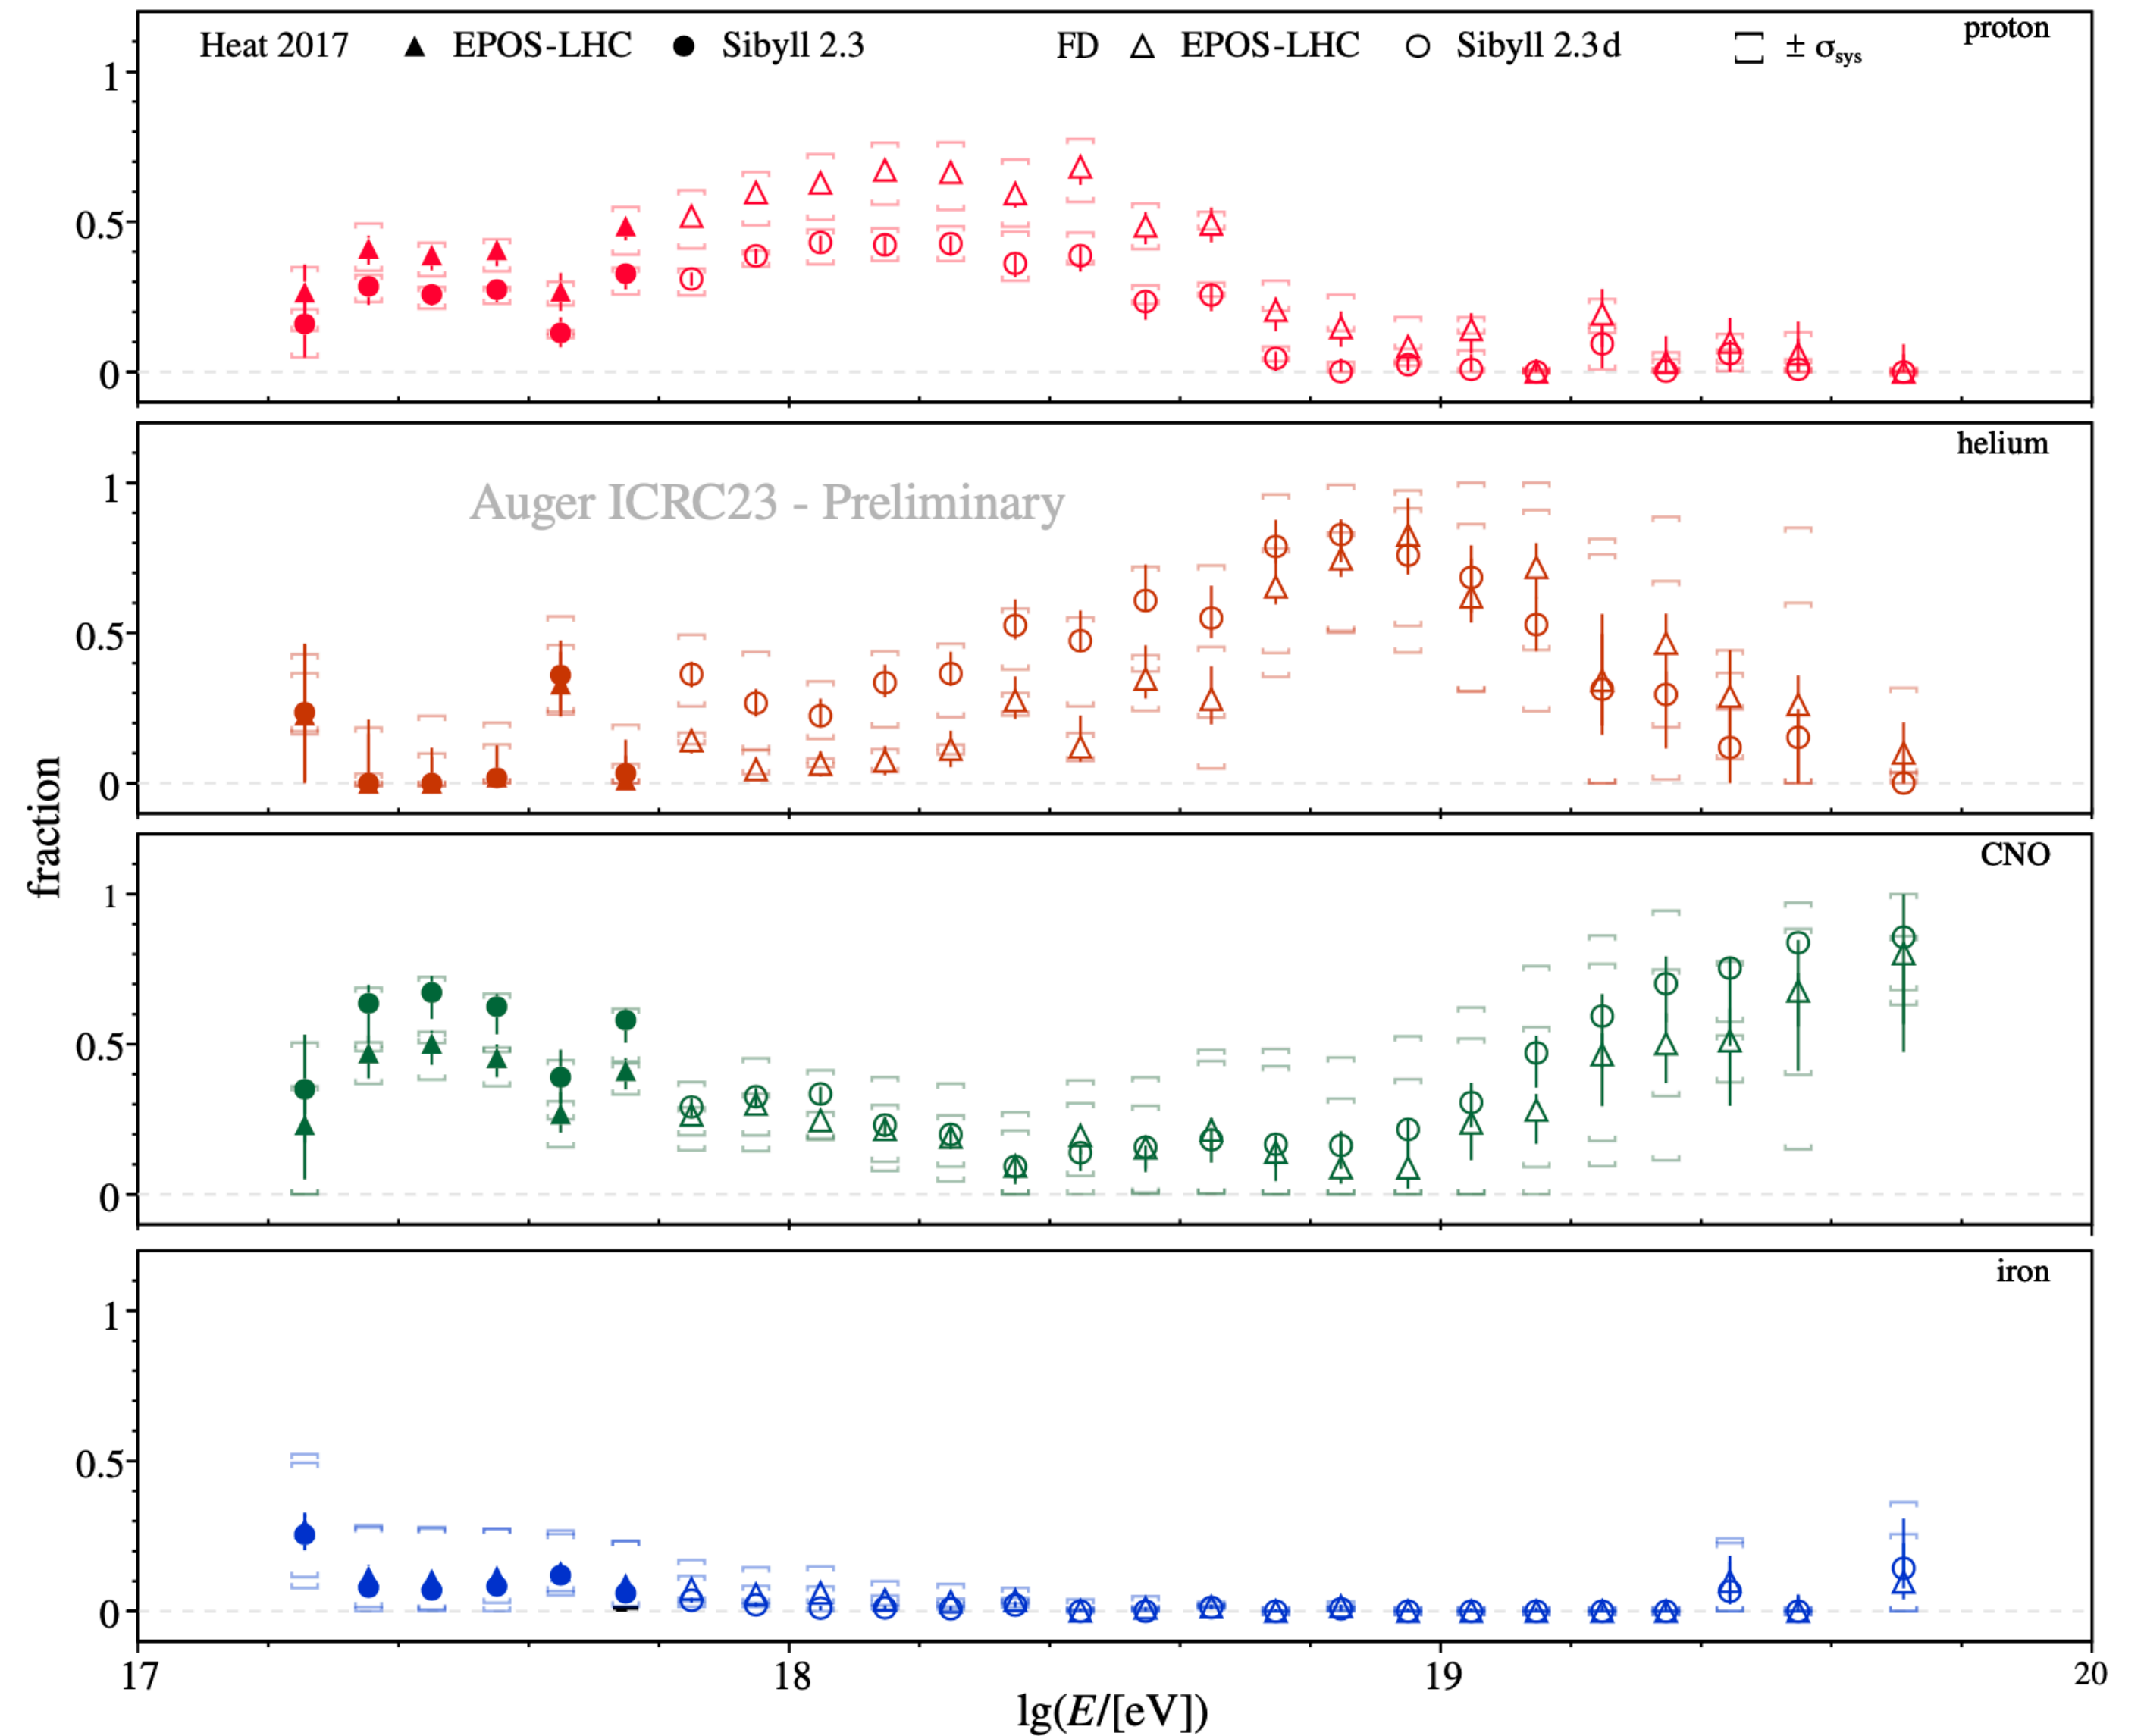 Heat 2017 ▲ EPOS-LHC ● Sibyll 2.3 FD △ EPOS-LHC ○ Sibyll 2.3d ± σsys proton
1
0.5
0
helium
Auger ICRC23 - Preliminary
1
0.5
0
CNO
1
0.5
0
iron
1
0.5
0
fraction
17 18 19 20
lg(E/[eV])